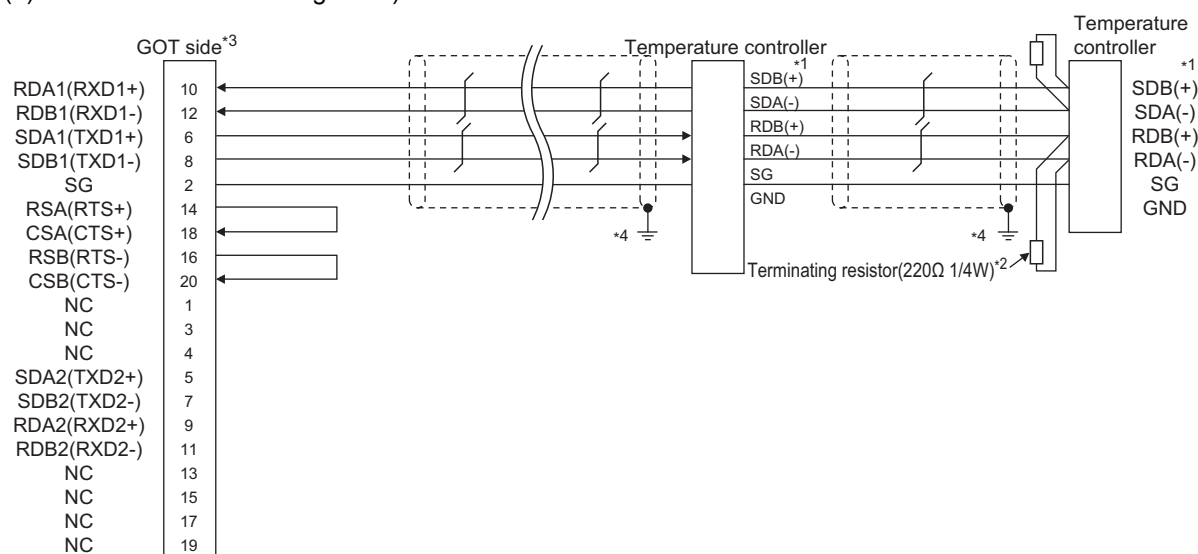 GOT side*3
Temperature controller
Temperature
controller
*1
*1
RDA1(RXD1+) 10 SDB(+) SDB(+)
RDB1(RXD1-) 12 SDA(-) SDA(-)
SDA1(TXD1+) 6 RDB(+) RDB(+)
SDB1(TXD1-) 8 RDA(-) RDA(-)
SG 2 SG SG
RSA(RTS+) 14 GND GND
CSA(CTS+) 18 *4 *4
RSB(RTS-) 16
CSB(CTS-) 20 Terminating resistor(220Ω 1/4W)*2
NC 1
NC 3
NC 4
SDA2(TXD2+) 5
SDB2(TXD2-) 7
RDA2(RXD2+) 9
RDB2(RXD2-) 11
NC 13
NC 15
NC 17
NC 19